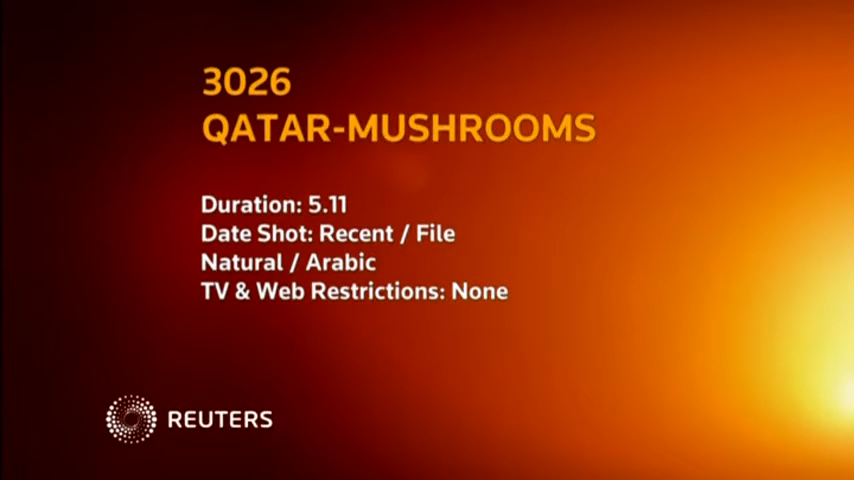 3026
QATAR-MUSHROOMS
Duration: 5.11
Date Shot: Recent / File
Natural / Arabic
TV & Web Restrictions: None
REUTERS